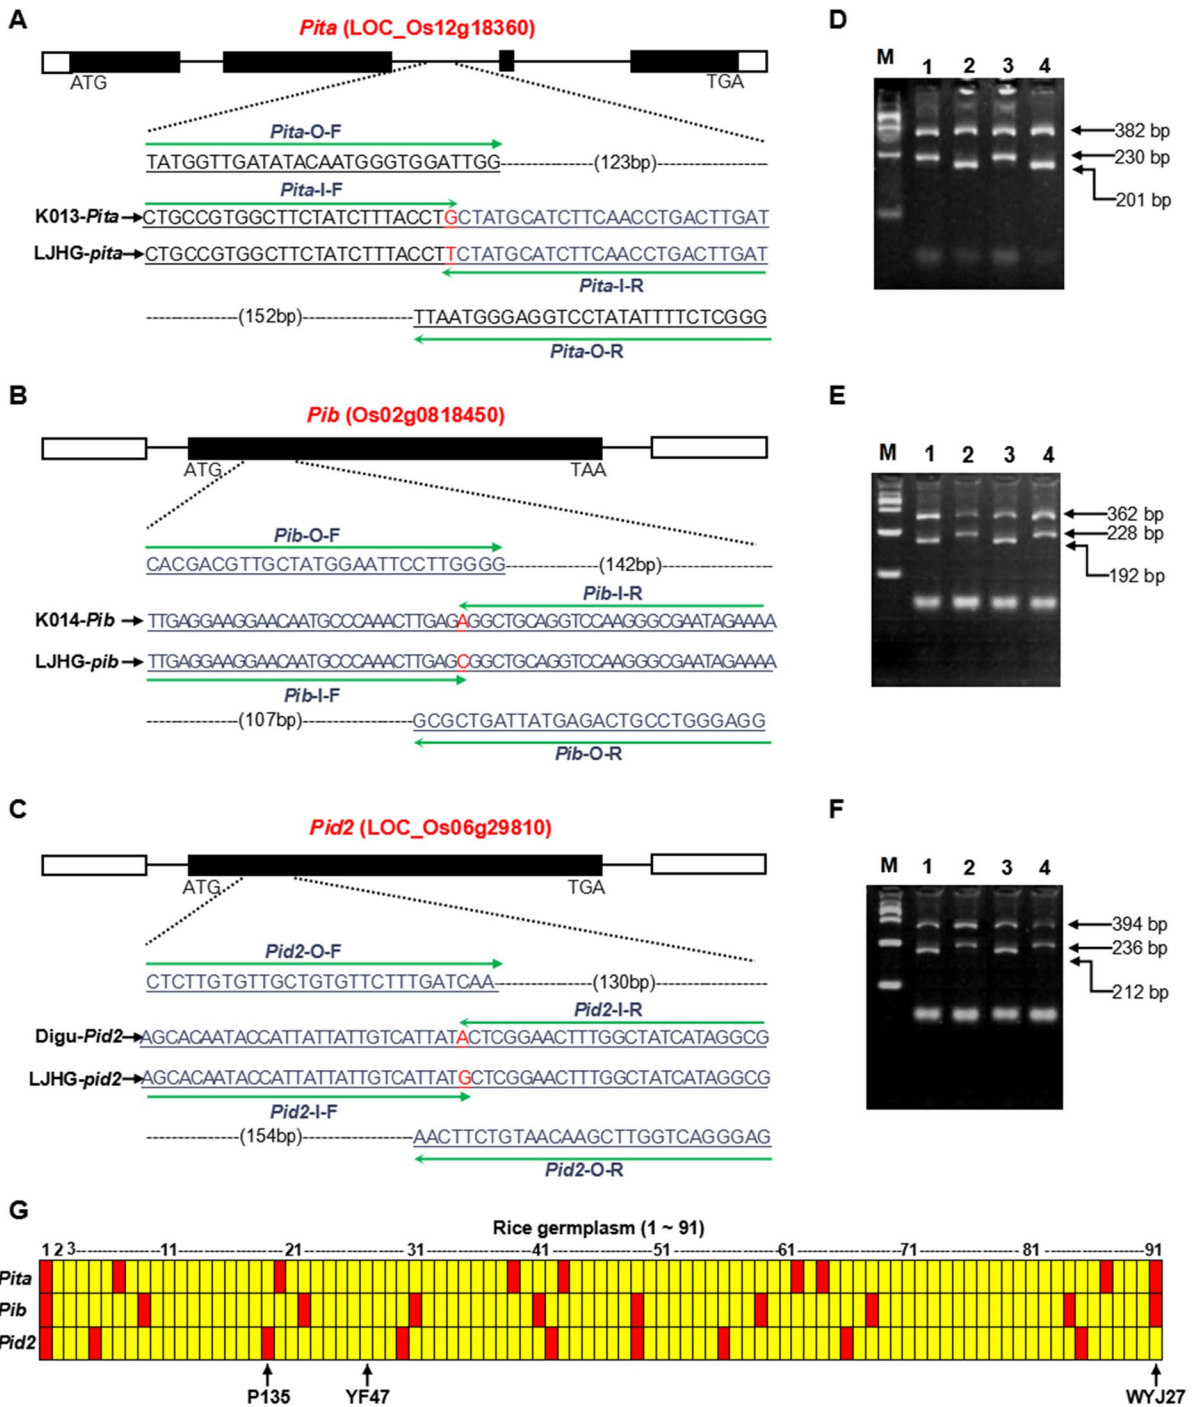 A
Pita (LOC_Os12g18360)
ATG
TGA
Pita-O-F
TATGGTTGATATACAATGGGTGGATTGG
(123bp)
Pita-I-F
K013-Pita
CTGCCGTGGCTTCTATCTTTACCTGCTATGCATCTTCAACCTGACTTGAT
LJHG-pita
CTGCCGTGGCTTCTATCTTTACCTTCTATGCATCTTCAACCTGACTTGAT
Pita-I-R
(152bp)
TTAATGGGAGGTCCTATATTTTCTCGGG
Pita-O-R
D
M 1 2 3 4
382 bp
230 bp
201 bp
B
Pib (Os02g0818450)
ATG
TAA
Pib-O-F
CACGACGTTGCTATGGAATTCCTTGGGG
(142bp)
Pib-I-R
K014-Pib
TTGAGGAAGGAACAATGCCCAAACTTGAGAGGCTGCAGGTCCAAGGGCGAATAGAAAA
LJHG-pib
TTGAGGAAGGAACAATGCCCAAACTTGAGCGGCTGCAGGTCCAAGGGCGAATAGAAAA
Pib-I-F
(107bp)
GCGCTGATTATGAGACTGCCTGGGAGG
Pib-O-R
E
M 1 2 3 4
362 bp
228 bp
192 bp
C
Pid2 (LOC_Os06g29810)
ATG
TGA
Pid2-O-F
CTCTTGTGTTGCTGTGTTCTTTGATCAA
(130bp)
Pid2-I-R
Digu-Pid2
AGCACAATACCATTATTATTGTCATTATACTCGGAACTTTGGCTATCATAGGCG
LJHG-pid2
AGCACAATACCATTATTATTGTCATTATGCTCGGAACTTTGGCTATCATAGGCG
Pid2-I-F
(154bp)
AACTTCTGTAACAAGCTTGGTCAGGGAG
Pid2-O-R
F
M 1 2 3 4
394 bp
236 bp
212 bp
G
Rice germplasm (1 ~ 91)
1 2 3 11 21 31 41 51 61 71 81 91
Pita
Pib
Pid2
P135 YF47 WYJ27